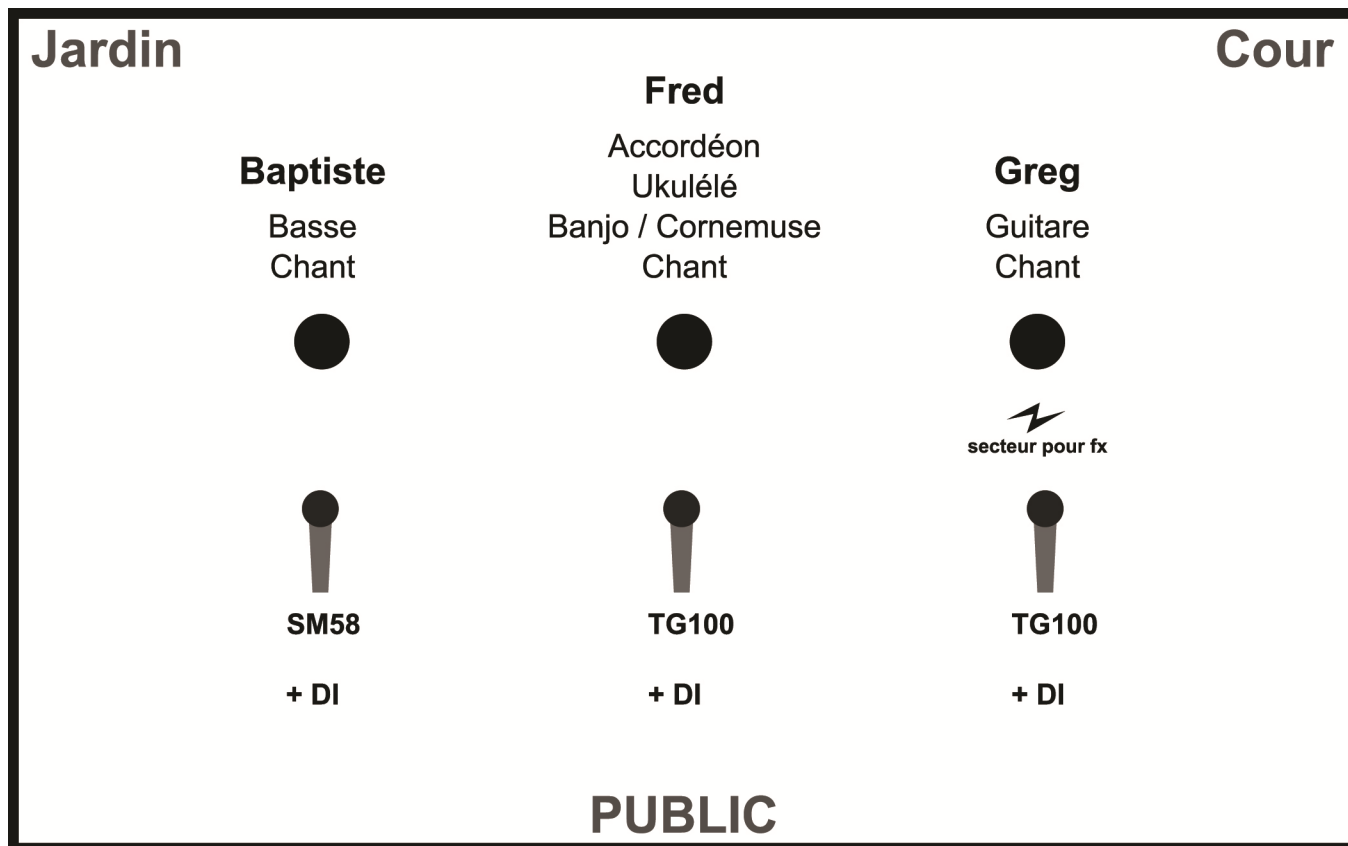 Jardin
Cour
Fred
Accordéon
Ukulélé
Banjo / Cornemuse
Chant
Baptiste
Basse
Chant
Greg
Guitare
Chant
secteur pour fx
SM58
+ DI
TG100
+ DI
TG100
+ DI
PUBLIC